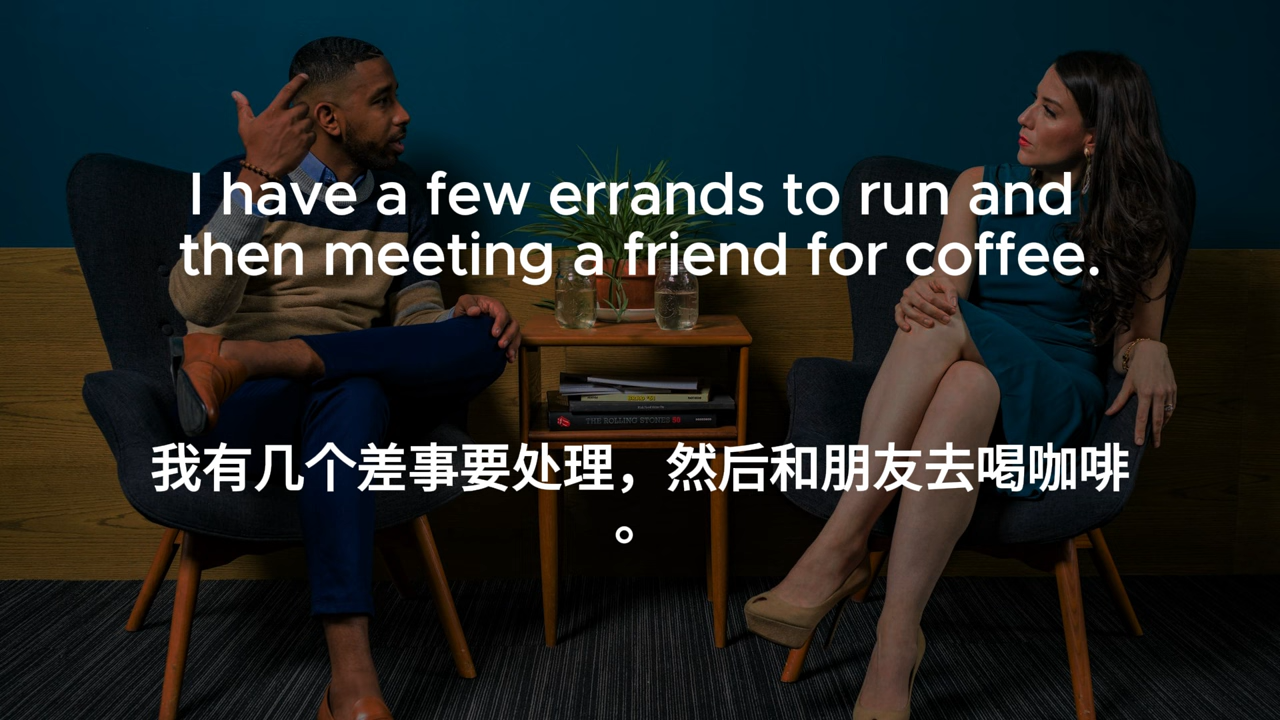 I have a few errands to run and
then meeting a friend for coffee.
THE ROLLING STONES
我有几个差事要处理，然后和朋友去喝咖啡
。